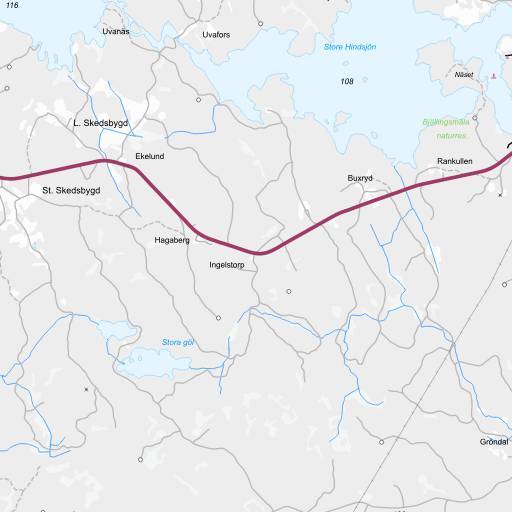 116
Uvanäs
Uvafors
Store Hindsjön
Näset
108
L. Skedsbygd
Bjällingsmåla
naturres.
Ekelund
Rankullen
Buxryd
St. Skedsbygd
Hagaberg
Ingelstorp
Stora göl
Gröndal